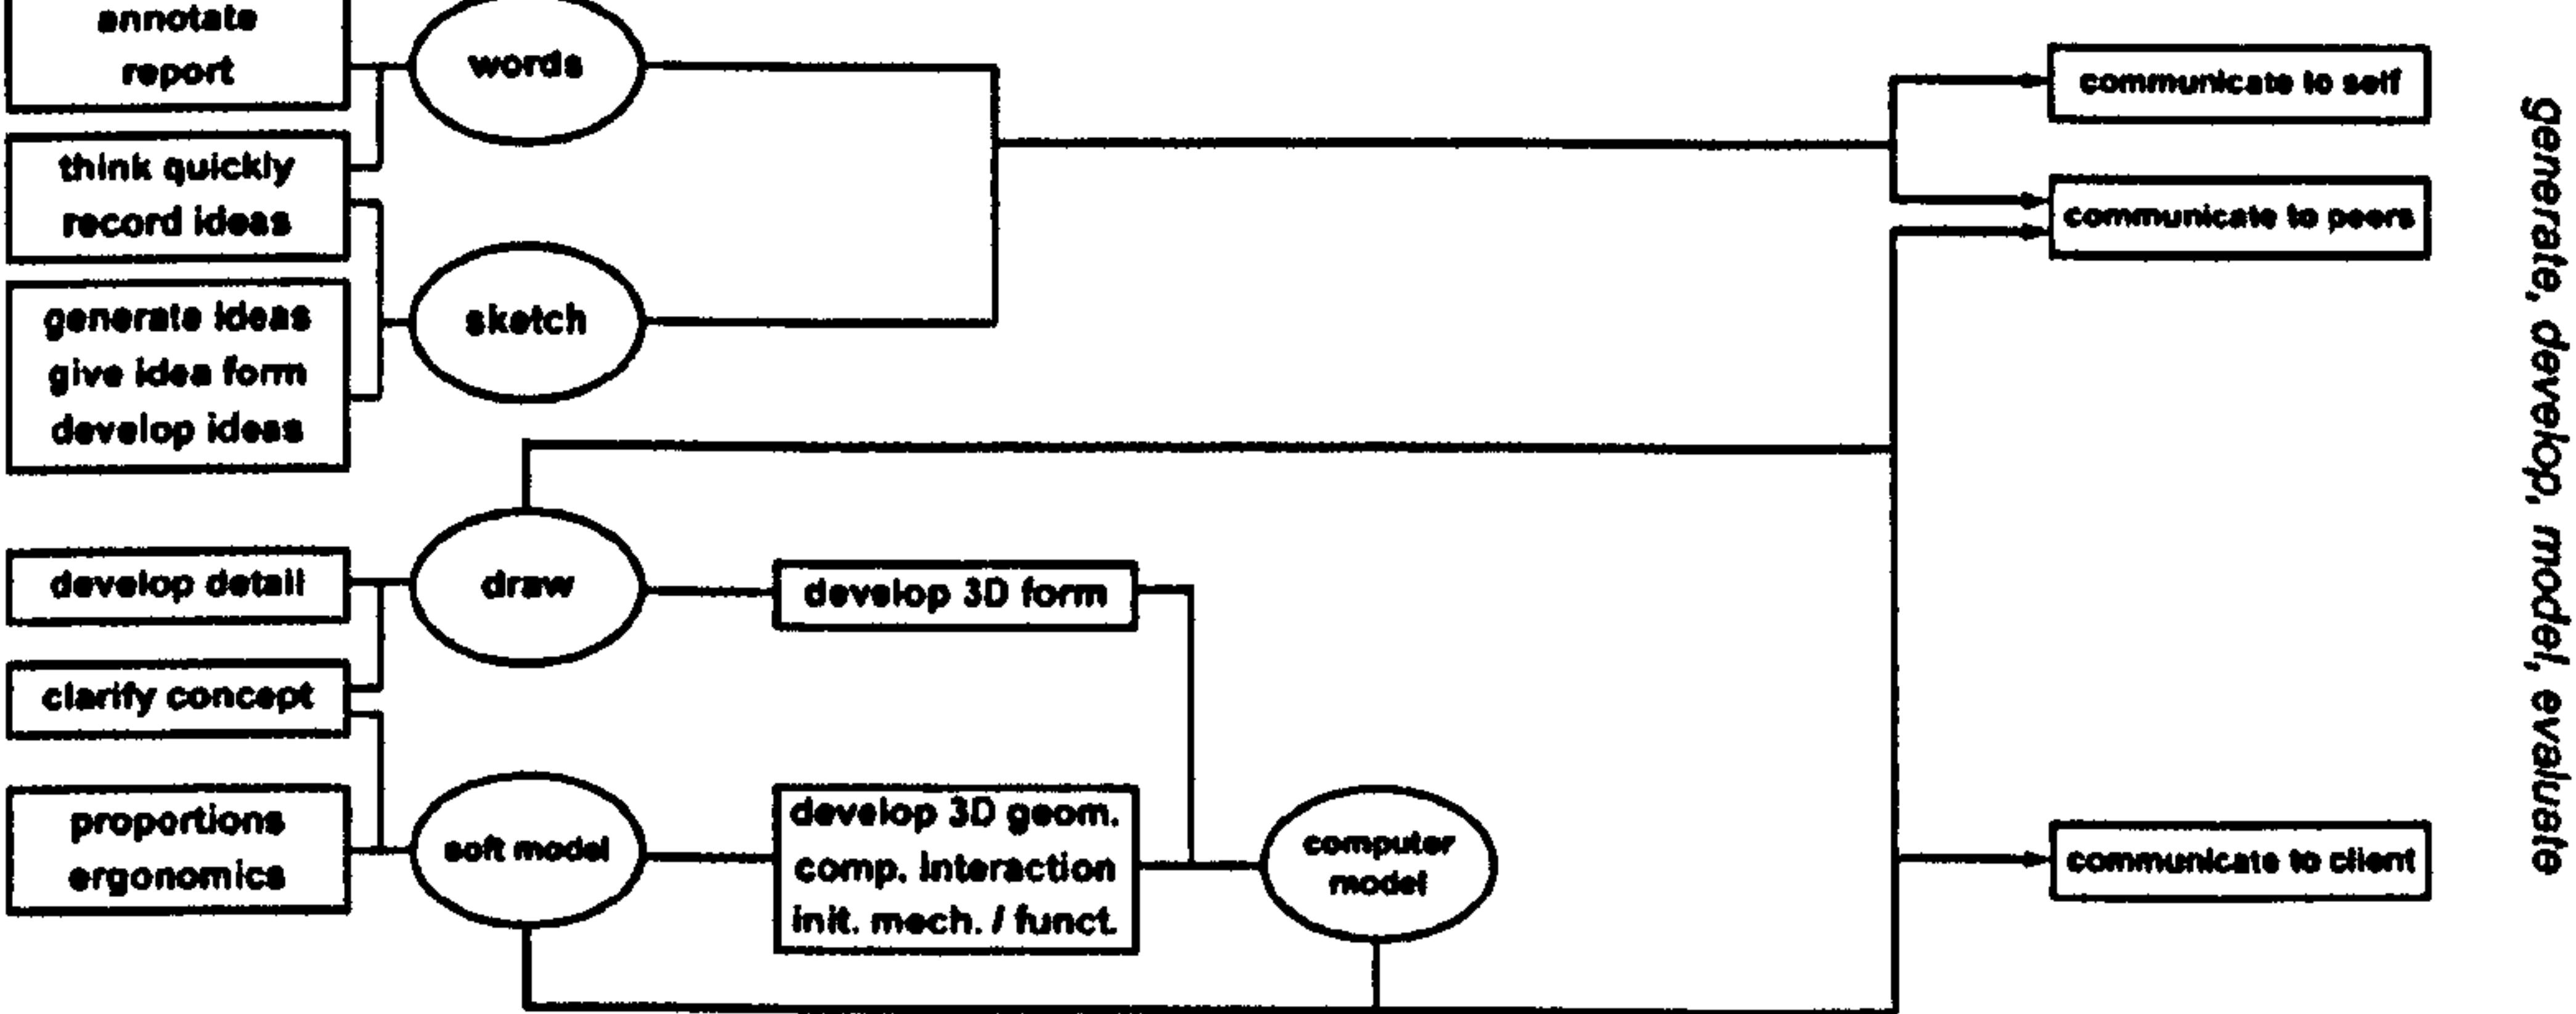 annotate
report
words
think quickly
record ideas
generate ideas
give idea form
develop ideas
sketch
communicate to self
communicate to peers
develop detail
draw
develop 3D form
clarify concept
proportions
ergonomics
soft model
develop 3D geom.
comp. interaction
init. mech. / funct.
computer
model
communicate to client
generate, develop, model, evaluate